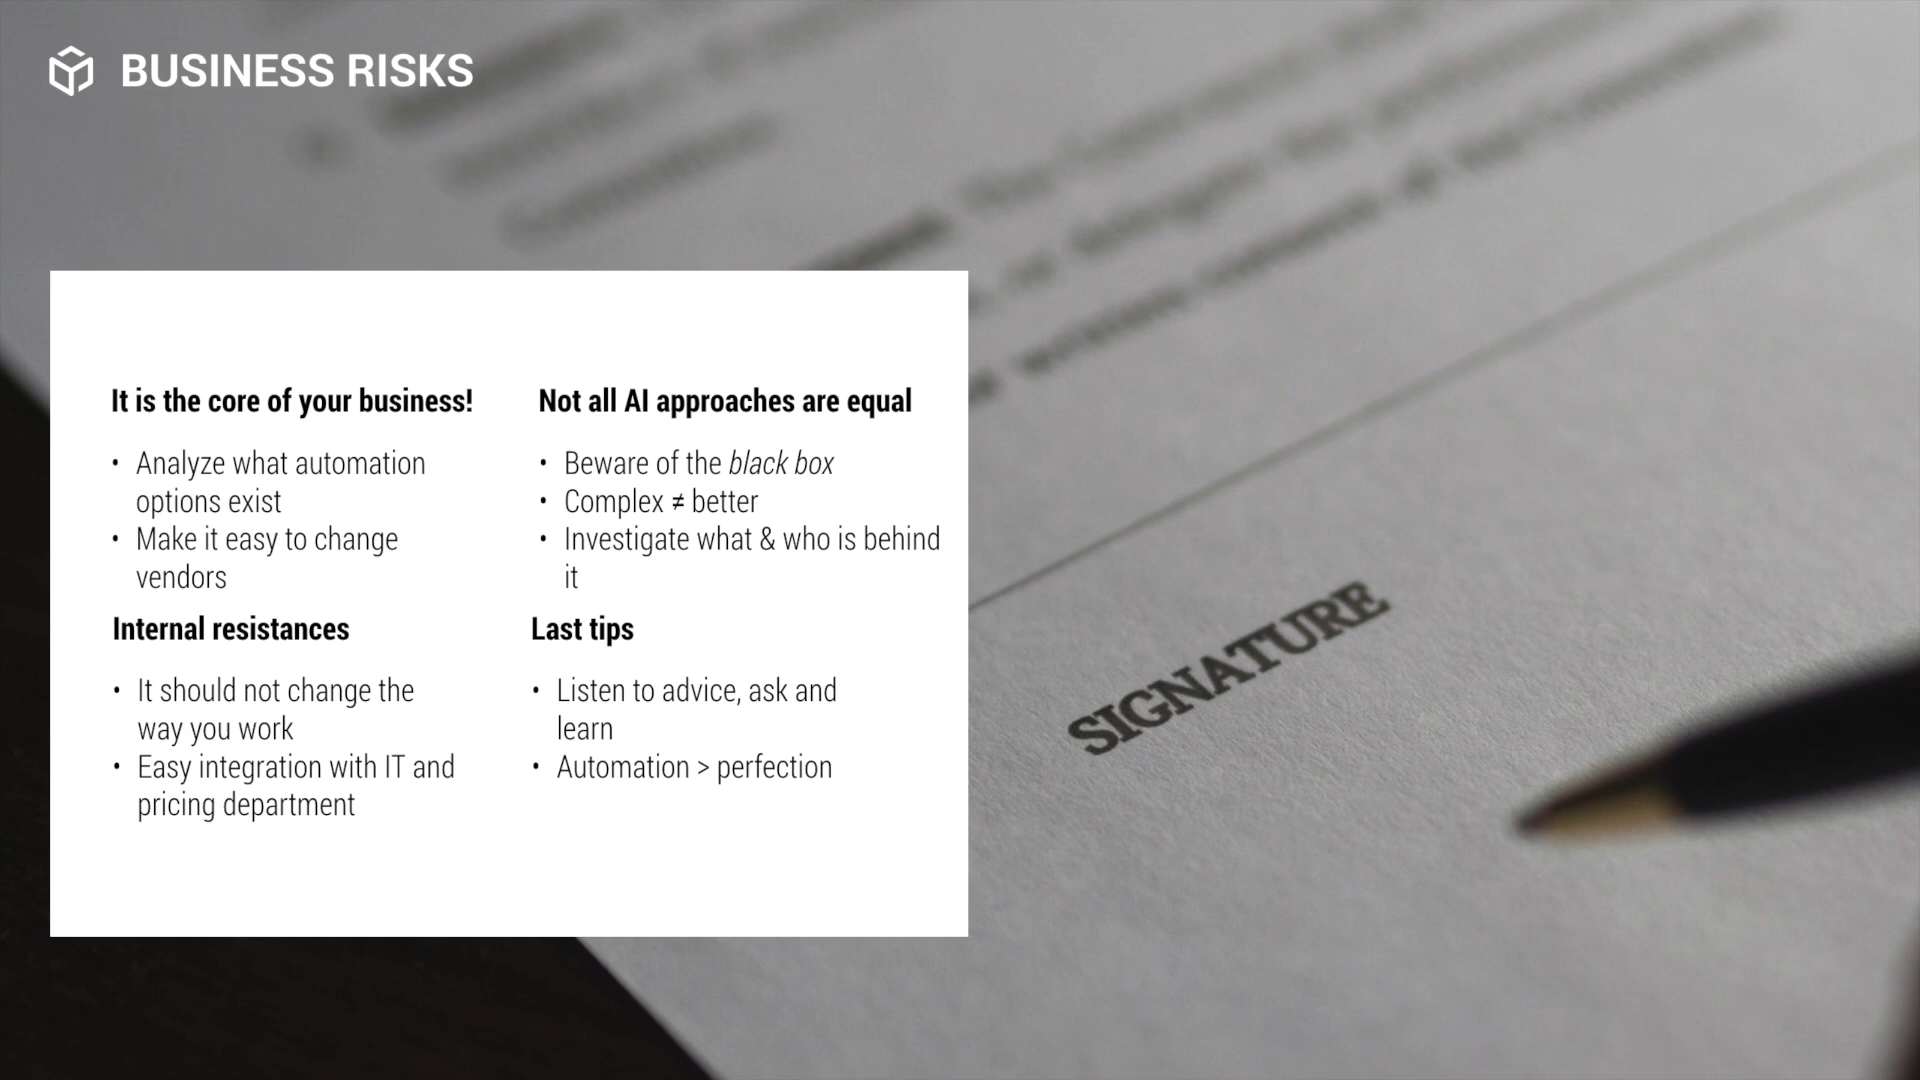 BUSINESS RISKS
It is the core of your business!
• Analyze what automation
options exist
• Make it easy to change
vendors
Not all AI approaches are equal
• Beware of the black box
• Complex ≠ better
• Investigate what & who is behind
it
Internal resistances
• It should not change the
way you work
• Easy integration with IT and
pricing department
Last tips
• Listen to advice, ask and
learn
• Automation > perfection
SIGNATURE